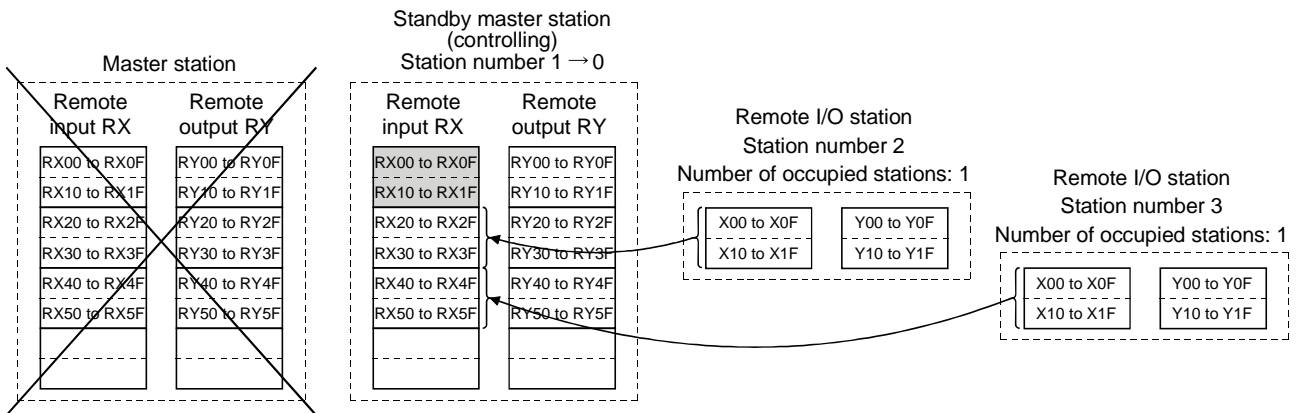 Master station
Remote
input RX
Remote
output RY
RX00 to RX0F
RX10 to RX1F
RX20 to RX2F
RX30 to RX3F
RX40 to RX4F
RX50 to RX5F
RY00 to RY0F
RY10 to RY1F
RY20 to RY2F
RY30 to RY3F
RY40 to RY4F
RY50 to RY5F
Standby master station
(controlling)
Station number 1 → 0
Remote
input RX
Remote
output RY
RX00 to RX0F
RX10 to RX1F
RX20 to RX2F
RX30 to RX3F
RX40 to RX4F
RX50 to RX5F
RY00 to RY0F
RY10 to RY1F
RY20 to RY2F
RY30 to RY3F
RY40 to RY4F
RY50 to RY5F
Remote I/O station
Station number 2
Number of occupied stations: 1
X00 to X0F
X10 to X1F
Y00 to Y0F
Y10 to Y1F
Remote I/O station
Station number 3
Number of occupied stations: 1
X00 to X0F
X10 to X1F
Y00 to Y0F
Y10 to Y1F